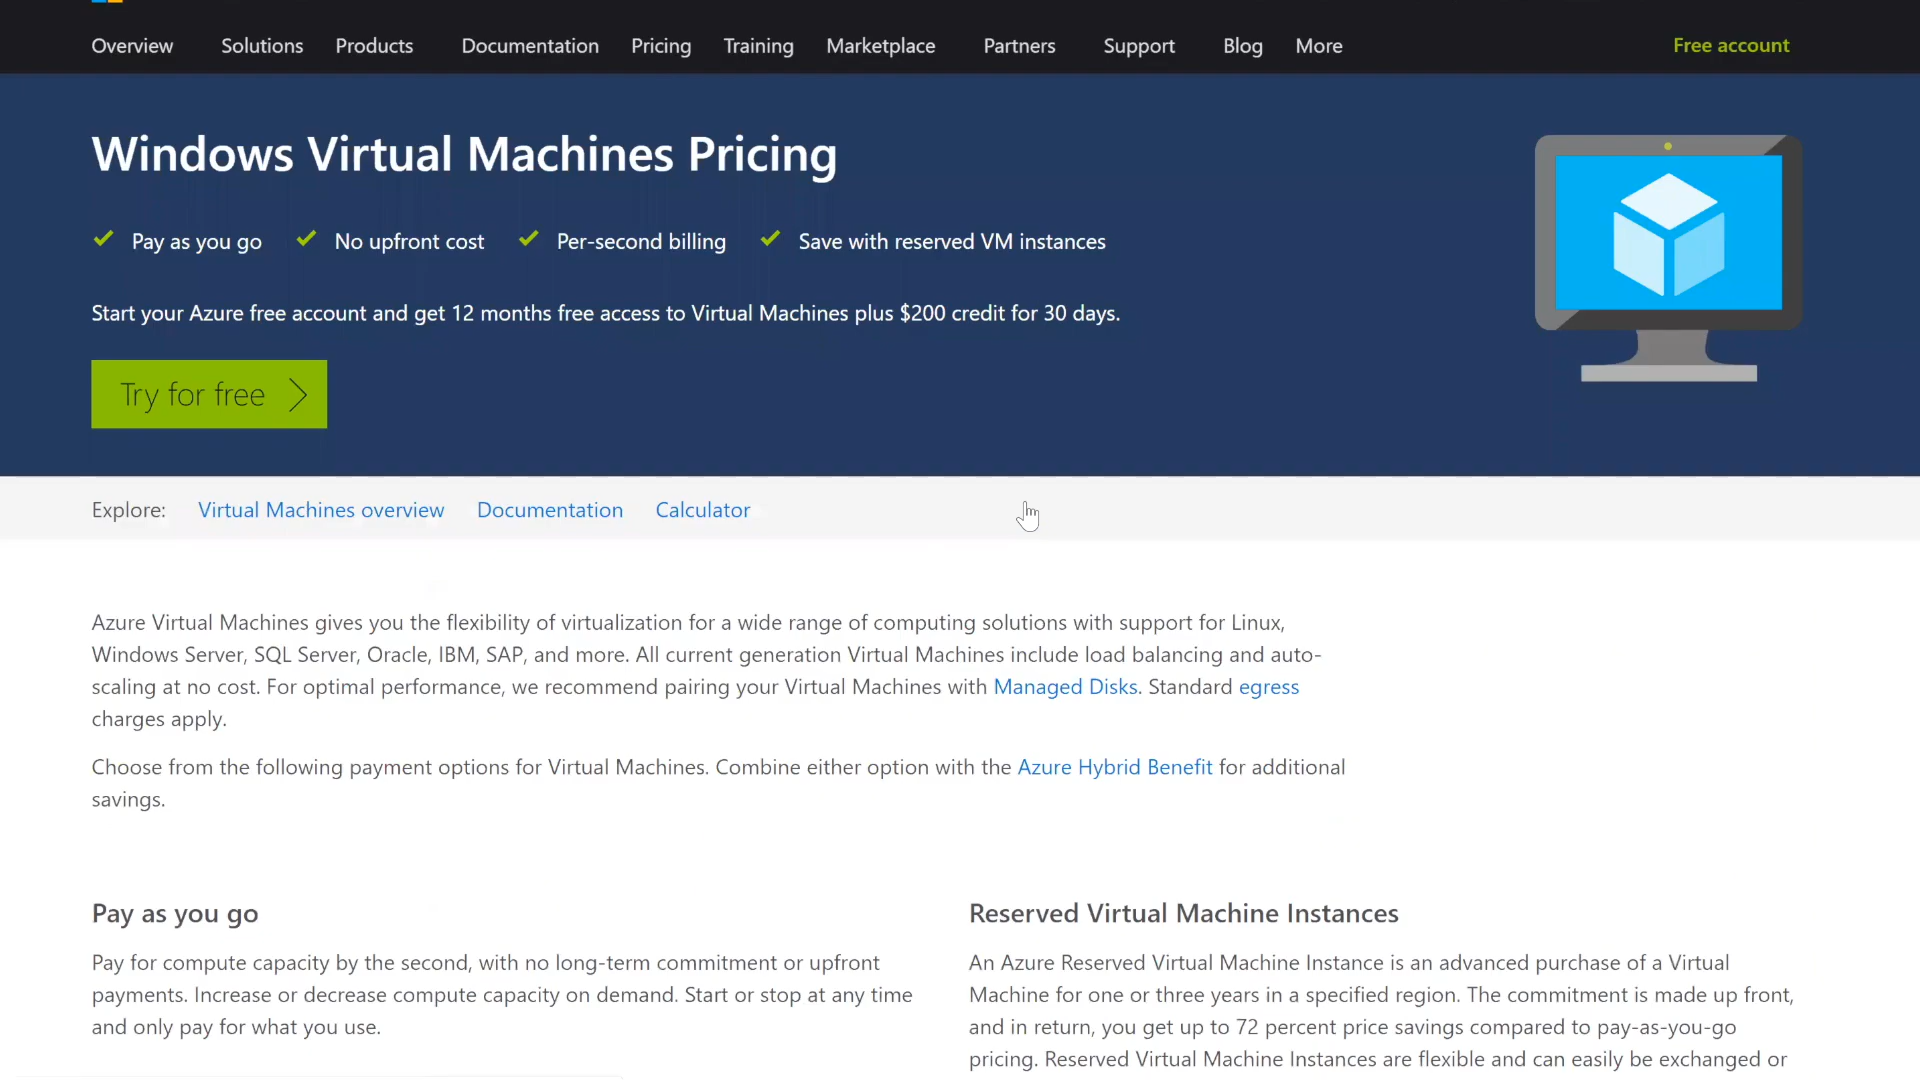 Overview Solutions Products Documentation Pricing Training Marketplace Partners Support Blog More Free account
Windows Virtual Machines Pricing
Pay as you go No upfront cost Per-second billing Save with reserved VM instances
Start your Azure free account and get 12 months free access to Virtual Machines plus $200 credit for 30 days.
Try for free
Explore: Virtual Machines overview Documentation Calculator
Azure Virtual Machines gives you the flexibility of virtualization for a wide range of computing solutions with support for Linux,
Windows Server, SQL Server, Oracle, IBM, SAP, and more. All current generation Virtual Machines include load balancing and auto-
scaling at no cost. For optimal performance, we recommend pairing your Virtual Machines with Managed Disks. Standard egress
charges apply.
Choose from the following payment options for Virtual Machines. Combine either option with the Azure Hybrid Benefit for additional
savings.
Pay as you go
Pay for compute capacity by the second, with no long-term commitment or upfront
payments. Increase or decrease compute capacity on demand. Start or stop at any time
and only pay for what you use.
Reserved Virtual Machine Instances
An Azure Reserved Virtual Machine Instance is an advanced purchase of a Virtual
Machine for one or three years in a specified region. The commitment is made up front,
and in return, you get up to 72 percent price savings compared to pay-as-you-go
pricing. Reserved Virtual Machine Instances are flexible and can easily be exchanged or